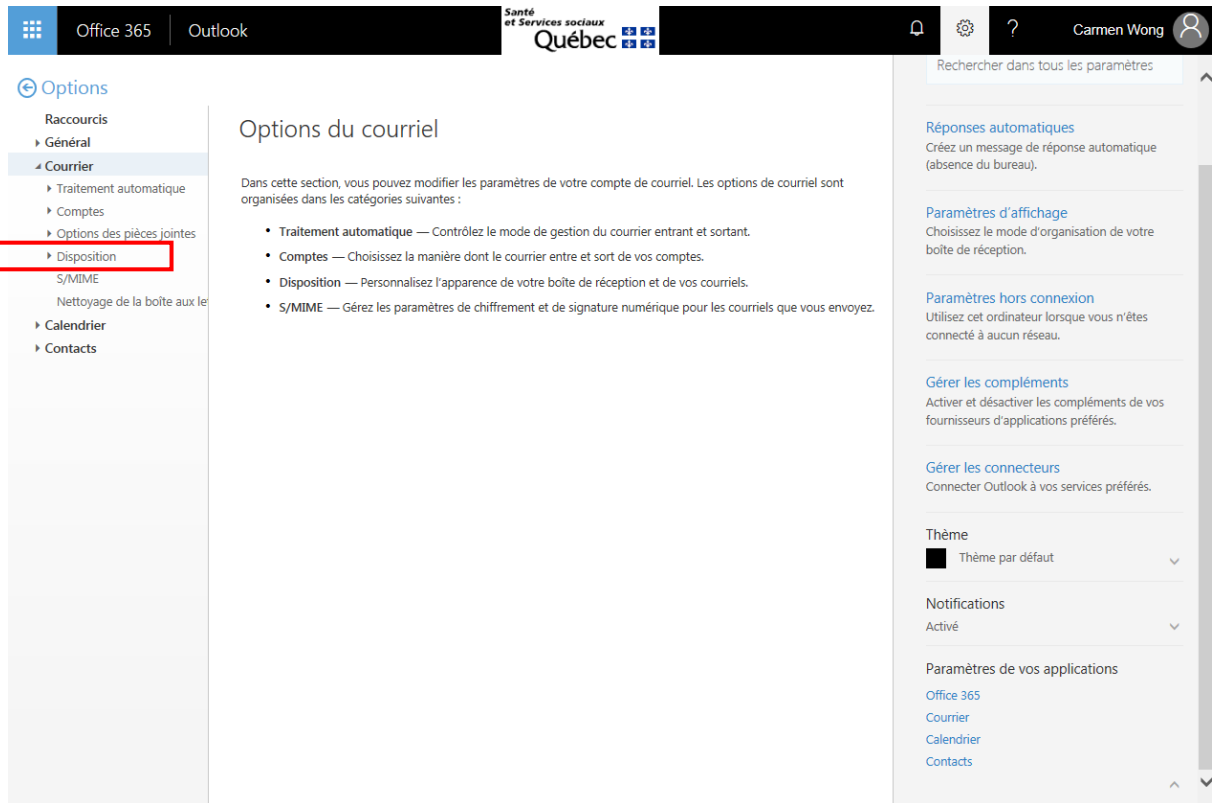 Office 365
Outlook
Santé
et Services sociaux
Québec
?
Carmen Wong
Options
Raccourcis
Général
Courrier
Traitement automatique
Comptes
Options des pièces jointes
Disposition
S/MIME
Nettoyage de la boîte aux le
Calendrier
Contacts
Options du courriel
Dans cette section, vous pouvez modifier les paramètres de votre compte de courriel. Les options de courriel sont
organisées dans les catégories suivantes :
• Traitement automatique — Contrôlez le mode de gestion du courrier entrant et sortant.
• Comptes — Choisissez la manière dont le courrier entre et sort de vos comptes.
• Disposition — Personnalisez l'apparence de votre boîte de réception et de vos courriels.
• S/MIME — Gérez les paramètres de chiffrement et de signature numérique pour les courriels que vous envoyez.
Rechercher dans tous les paramètres
Réponses automatiques
Créez un message de réponse automatique
(absence du bureau).
Paramètres d'affichage
Choisissez le mode d'organisation de votre
boîte de réception.
Paramètres hors connexion
Utilisez cet ordinateur lorsque vous n'êtes
connecté à aucun réseau.
Gérer les compléments
Activer et désactiver les compléments de vos
fournisseurs d'applications préférés.
Gérer les connecteurs
Connecter Outlook à vos services préférés.
Thème
Thème par défaut
Notifications
Activé
Paramètres de vos applications
Office 365
Courrier
Calendrier
Contacts